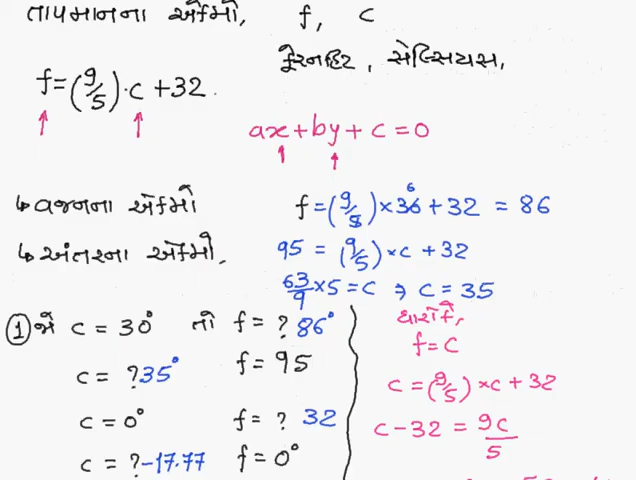 તાપમાનના એકમો, f, c
ફેરનહિટ, સેલ્સિયસ,
f=(9/5)·c +32
ax+by+c=0
↳વજનના એકમો
↳અંતરના એકમો,
f=(9/5)×36 6 +32 = 86
95 = (9/5)×c +32
63/9 ×5=c ⇒ c = 35
① જો c = 30° તો f = ? 86°
c = ?35° f = 95
c = 0° f = ? 32
c = ?-17.77 f = 0°
ધારોકે,
f=c
c =(9/5)×c +32
c-32 = 9c/5